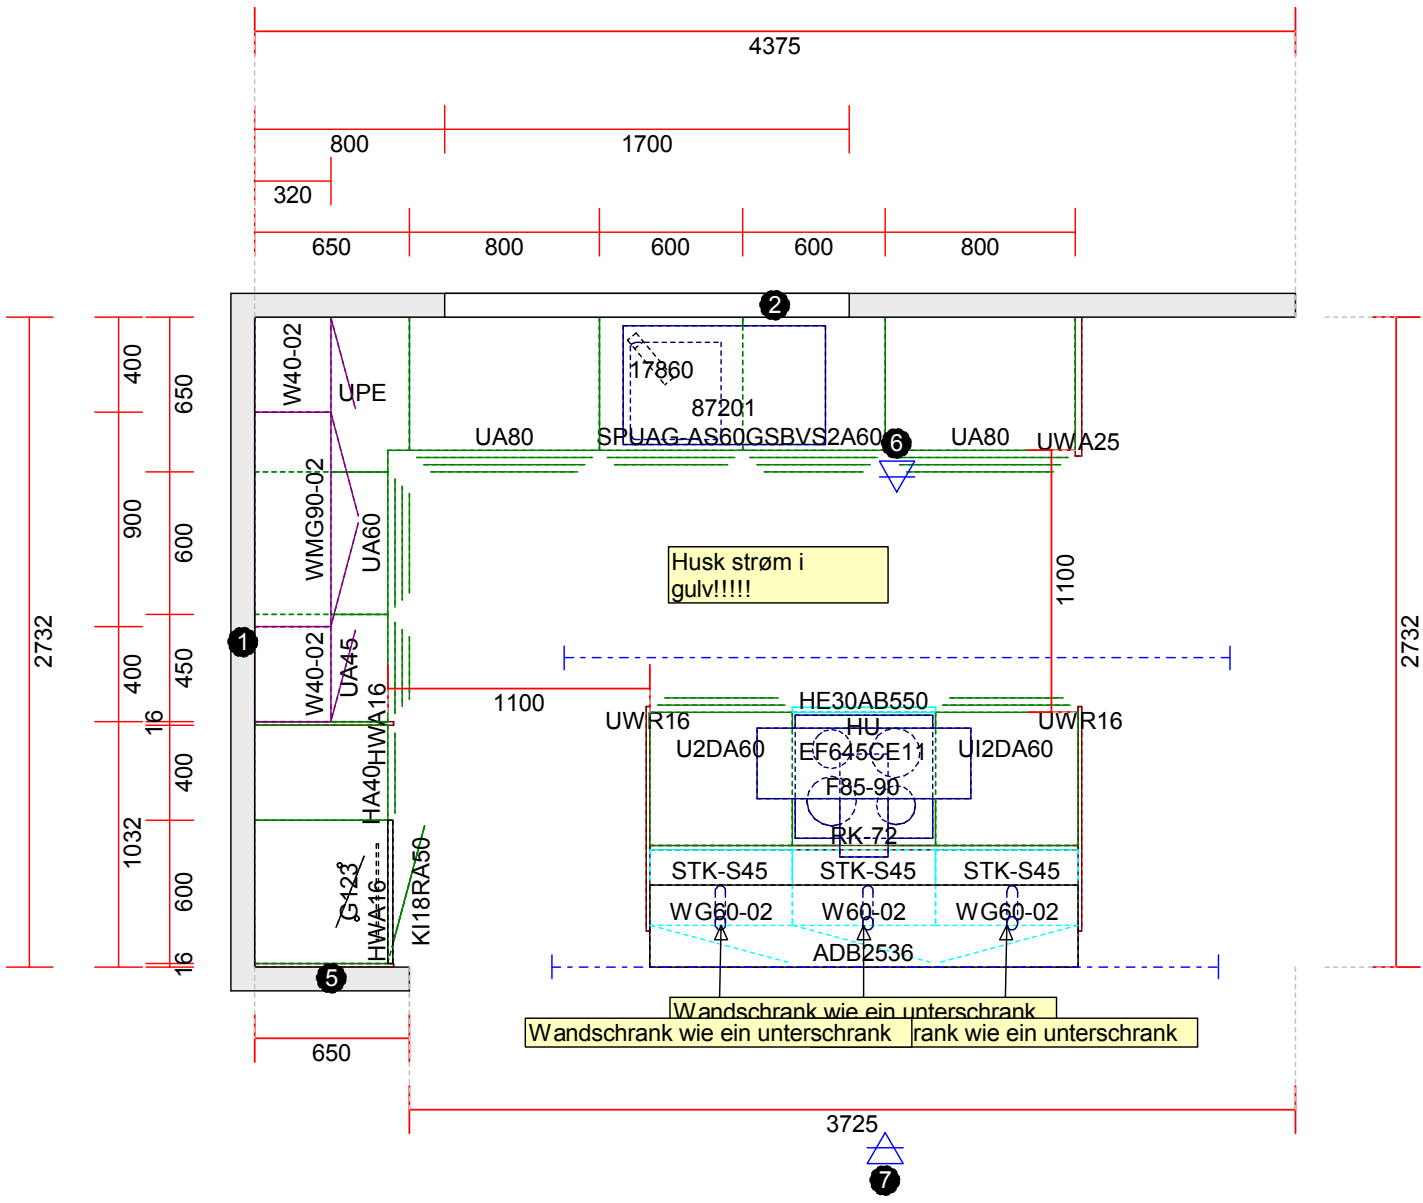 4375
800
1700
320
650
800
600
600
800
2
400
650
W40-02
UPE
17860
87201
UA80
SPUAG-AS60GSBVS2A60
6
UA80
UWA25
900
600
WMG90-02
UA60
Husk strøm i
gulv!!!!!
1100
2732
1
2732
400
450
W40-02
UA45
1100
16
HWA16
UWR16
HE30AB550
HU
UWR16
U2DA60
EF645CE11
UI2DA60
400
HA40
F85-90
1032
RK-72
600
G123
HWA16
KI18RA50
STK-S45
STK-S45
STK-S45
WG60-02
W60-02
WG60-02
16
5
ADB2536
Wandschrank wie ein unterschrank
Wandschrank wie ein unterschrank
rank wie ein unterschrank
650
3725
7